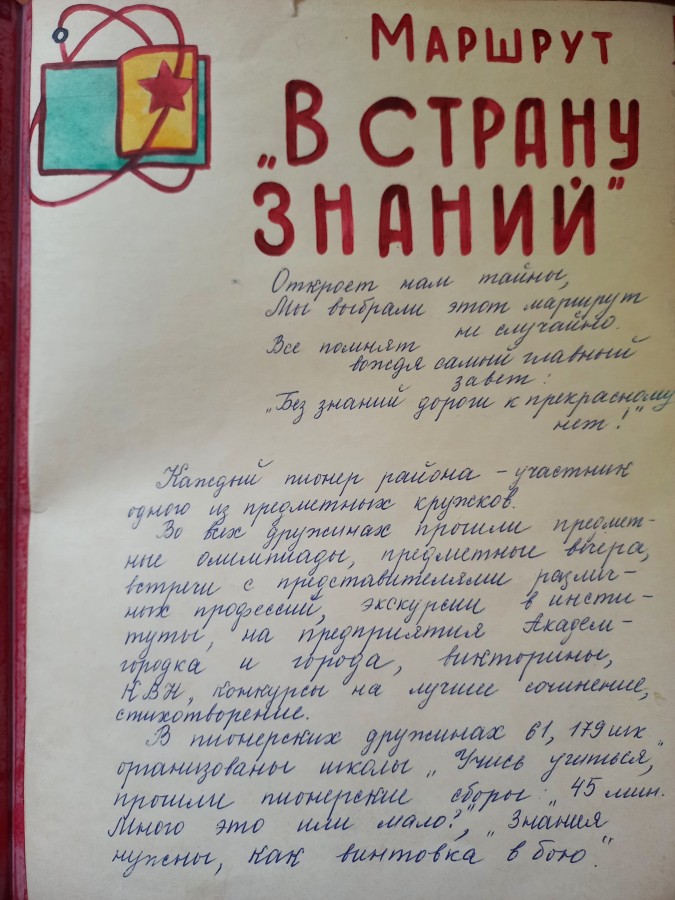 Маршрут
„В страну
знаний"
Откроет нам тайны,
Мы выбрали этот маршрут
не случайно.
Все помнят
вождя самый главный
завет:
„Без знаний дороги к прекрасному
нет!"
Каждый пионер района – участник
одного из предметных кружков.
Во всех дружинах прошли предмет-
ные олимпиады, предметные вечера,
встречи с представителями различ-
ных профессий, экскурсии в инсти-
туты, на предприятия Академ-
городка и города, викторины,
КВН, конкурсы на лучшее сочинение,
стихотворение.
В пионерских дружинах 61, 179 шк
организованы школы „Учись учиться",
прошли пионерские сборы: „45 мин.
Много это или мало?", „Знания
нужны, как винтовка в бою".